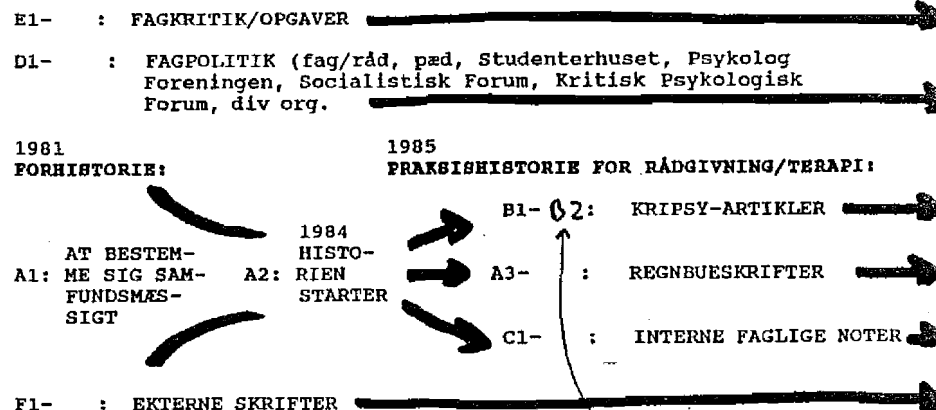 E1-    : FAGKRITIK/OPGAVER
D1-    : FAGPOLITIK (fag/råd, pæd, Studenterhuset, Psykolog
Foreningen, Socialistisk Forum, Kritisk Psykologisk
Forum, div org.
1981
FORHISTORIE:
1985
PRAKSISHISTORIE FOR RÅDGIVNING/TERAPI:
B1- B2: KRIPSY-ARTIKLER
A1: AT BESTEM-
ME SIG SAM-
FUNDSMÆS-
SIGT
1984
A2: HISTO-
RIEN
STARTER
A3-    : REGNBUESKRIFTER
C1-    : INTERNE FAGLIGE NOTER
F1-    : EKTERNE SKRIFTER